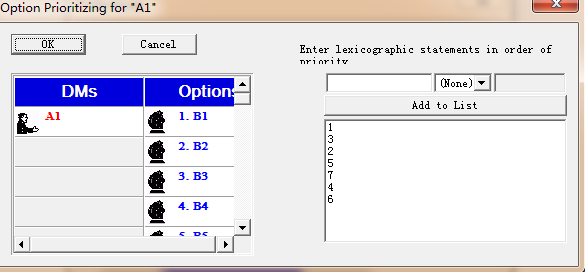 Option Prioritizing for "A1"
OK
Cancel
Enter lexicographic statements in order of
priority
(None)
Add to List
DMs
Options
A1
1. B1
2. B2
3. B3
4. B4
5. B5
1
3
2
5
7
4
6